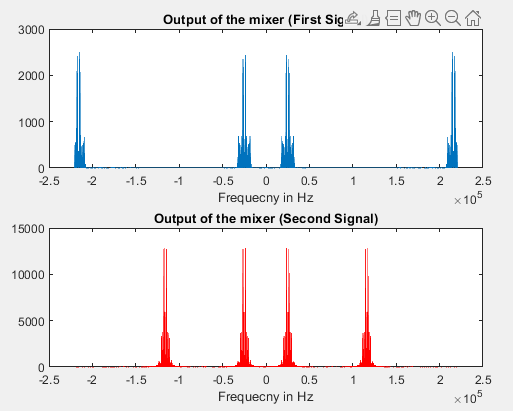 Output of the mixer (First Sig
3000
2000
1000
0
-2.5 -2 -1.5 -1 -0.5 0 0.5 1 1.5 2 2.5
Frequecny in Hz
×10^5
Output of the mixer (Second Signal)
15000
10000
5000
0
-2.5 -2 -1.5 -1 -0.5 0 0.5 1 1.5 2 2.5
Frequecny in Hz
×10^5